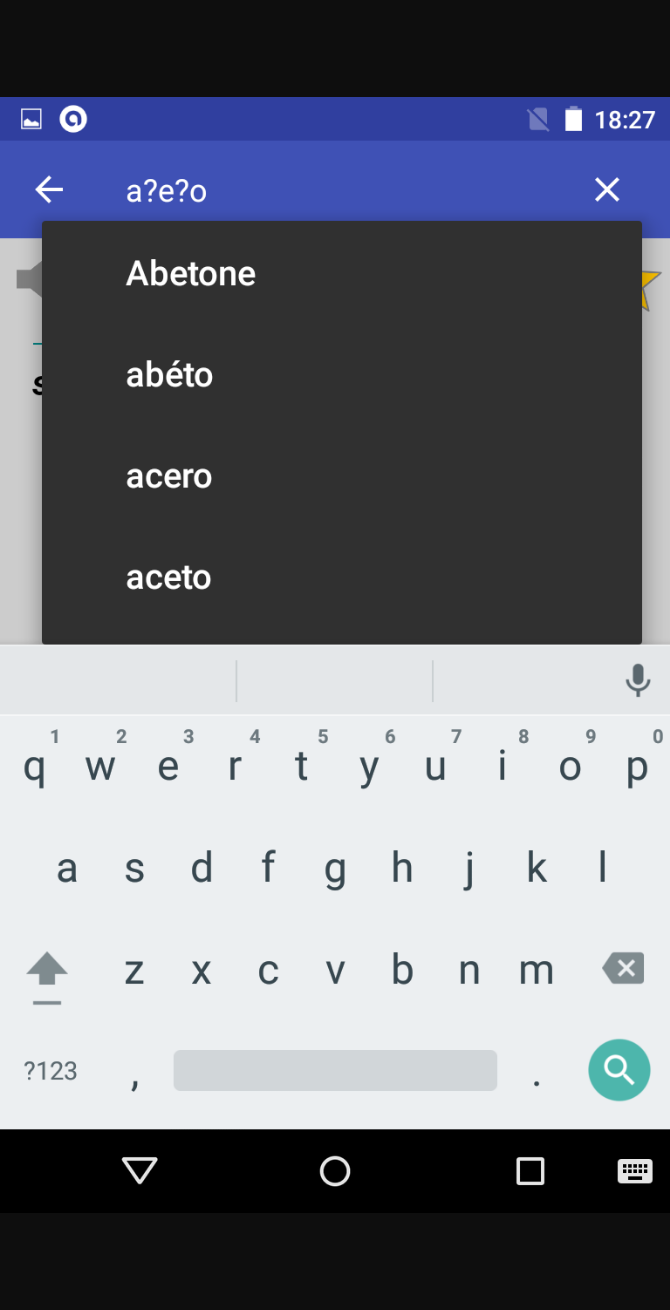 18:27
a?e?o
Abetone
abéto
acero
aceto
1 2 3 4 5 6 7 8 9 0
q w e r t y u i o p
a s d f g h j k l
z x c v b n m
?123 , .